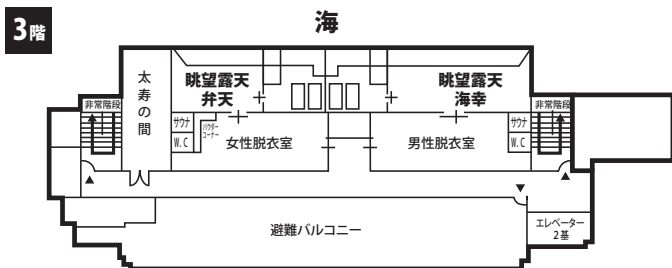 3階
海
太寿の間
眺望露天
弁天
眺望露天
海幸
非常階段
非常階段
サウナ
W.C
パウダー
コーナー
女性脱衣室
男性脱衣室
サウナ
W.C
避難バルコニー
エレベーター
2基